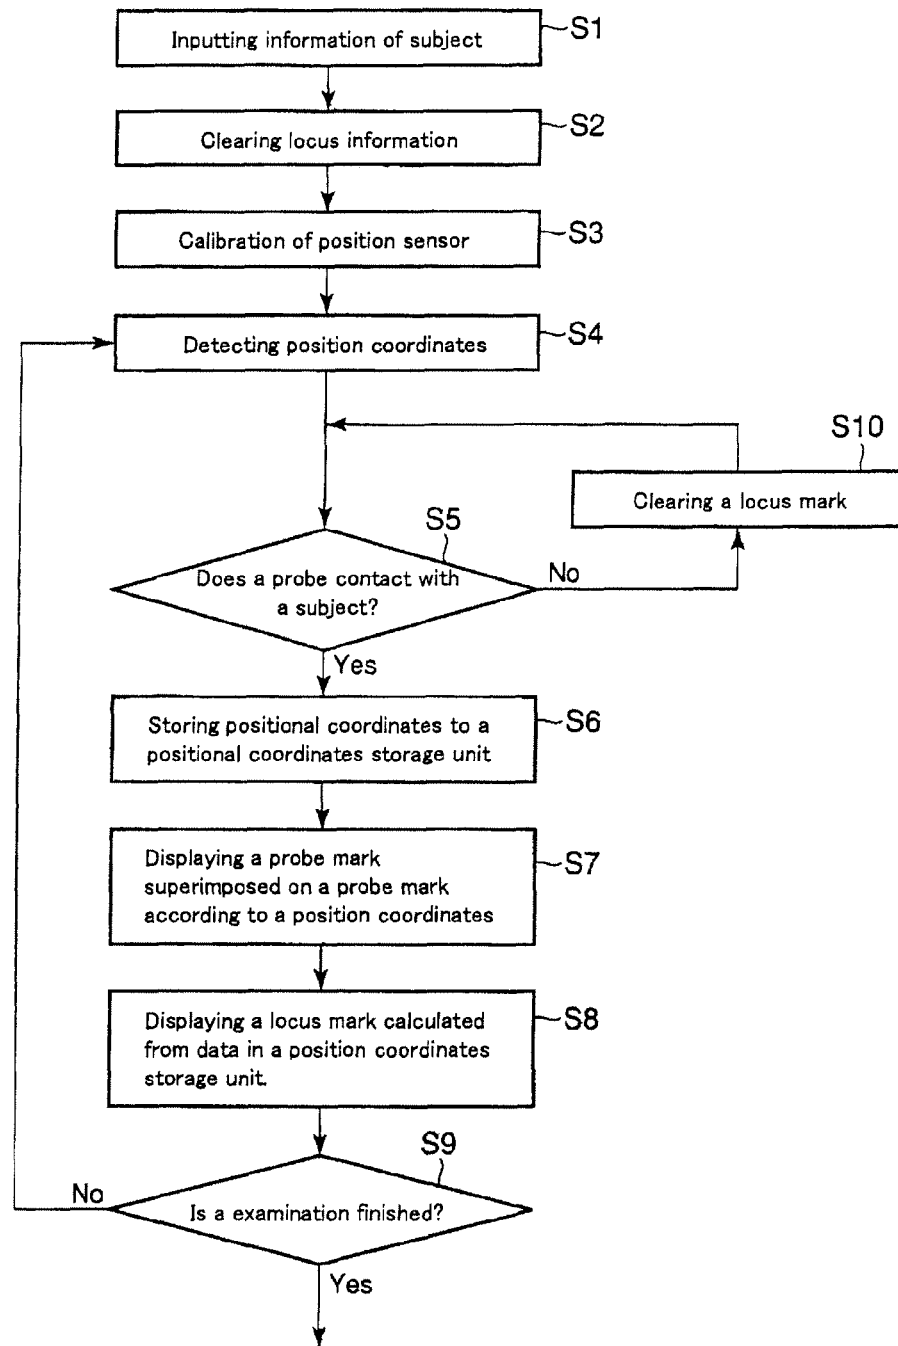 Inputting information of subject
S1
Clearing locus information
S2
Calibration of position sensor
S3
Detecting position coordinates
S4
S10
Clearing a locus mark
S5
Does a probe contact with
a subject?
No
Yes
Storing positional coordinates to a
positional coordinates storage unit
S6
Displaying a probe mark
superimposed on a probe mark
according to a position coordinates
S7
Displaying a locus mark calculated
from data in a position coordinates
storage unit.
S8
S9
No
Is a examination finished?
Yes